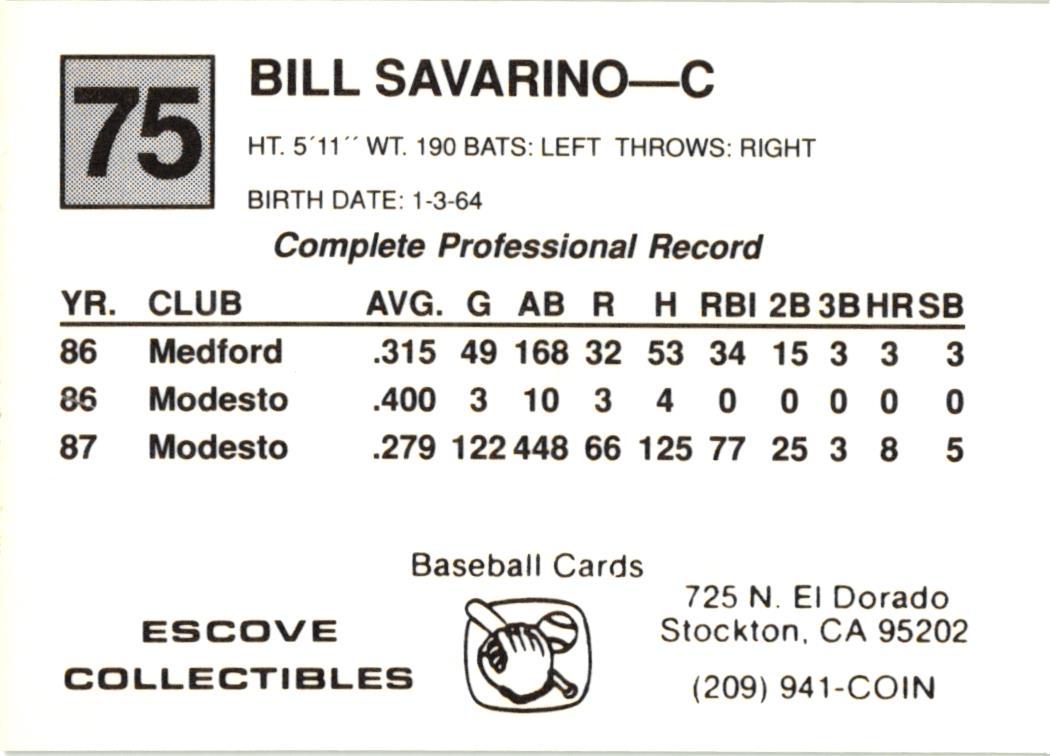 75
BILL SAVARINO—C
HT. 5´11´´ WT. 190 BATS: LEFT THROWS: RIGHT
BIRTH DATE: 1-3-64
Complete Professional Record
YR. CLUB AVG. G AB R H RBI 2B 3B HR SB
86 Medford .315 49 168 32 53 34 15 3 3 3
86 Modesto .400 3 10 3 4 0 0 0 0 0
87 Modesto .279 122 448 66 125 77 25 3 8 5
Baseball Cards
ESCOVE
COLLECTIBLES
725 N. El Dorado
Stockton, CA 95202
(209) 941-COIN